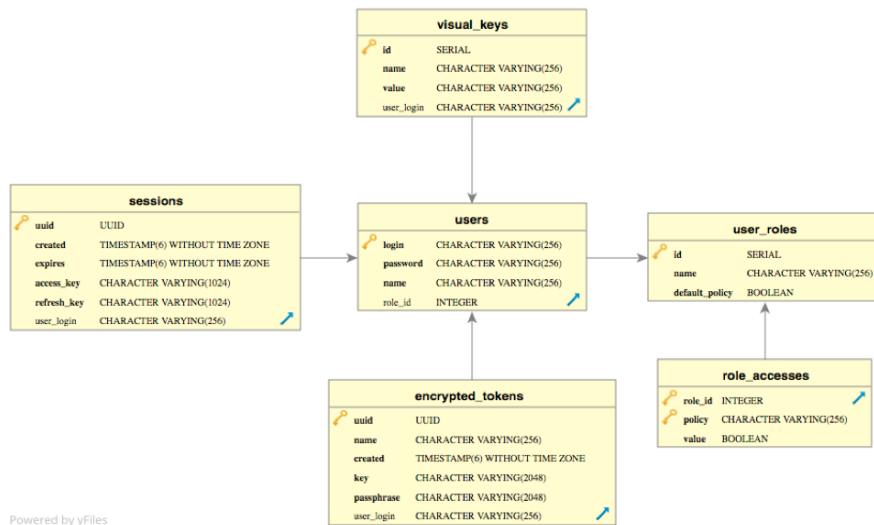 visual_keys
id SERIAL
name CHARACTER VARYING(256)
value CHARACTER VARYING(256)
user_login CHARACTER VARYING(256)
sessions
uuid UUID
created TIMESTAMP(6) WITHOUT TIME ZONE
expires TIMESTAMP(6) WITHOUT TIME ZONE
access_key CHARACTER VARYING(1024)
refresh_key CHARACTER VARYING(1024)
user_login CHARACTER VARYING(256)
users
login CHARACTER VARYING(256)
password CHARACTER VARYING(256)
name CHARACTER VARYING(256)
role_id INTEGER
user_roles
id SERIAL
name CHARACTER VARYING(256)
default_policy BOOLEAN
encrypted_tokens
uuid UUID
name CHARACTER VARYING(256)
created TIMESTAMP(6) WITHOUT TIME ZONE
key CHARACTER VARYING(2048)
passphrase CHARACTER VARYING(2048)
user_login CHARACTER VARYING(256)
role_accesses
role_id INTEGER
policy CHARACTER VARYING(256)
value BOOLEAN
Powered by yFiles